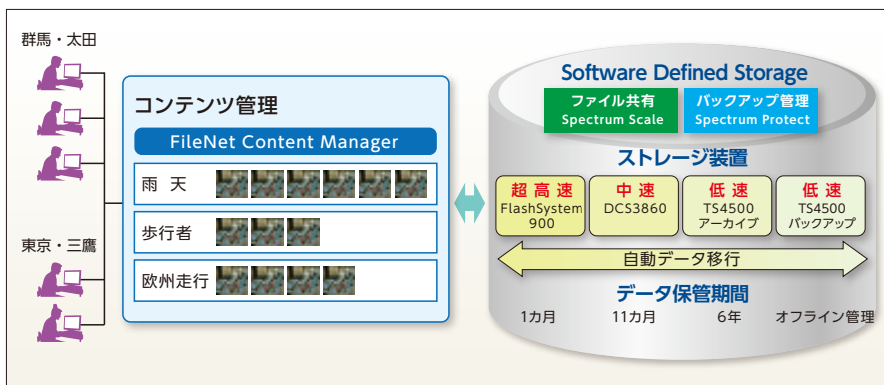 群馬・太田
東京・三鷹
コンテンツ管理
FileNet Content Manager
雨 天
歩行者
欧州走行
Software Defined Storage
ファイル共有
Spectrum Scale
バックアップ管理
Spectrum Protect
ストレージ装置
超高速
FlashSystem
900
中速
DCS3860
低速
TS4500
アーカイブ
低速
TS4500
バックアップ
自動データ移行
データ保管期間
1カ月
11カ月
6年
オフライン管理